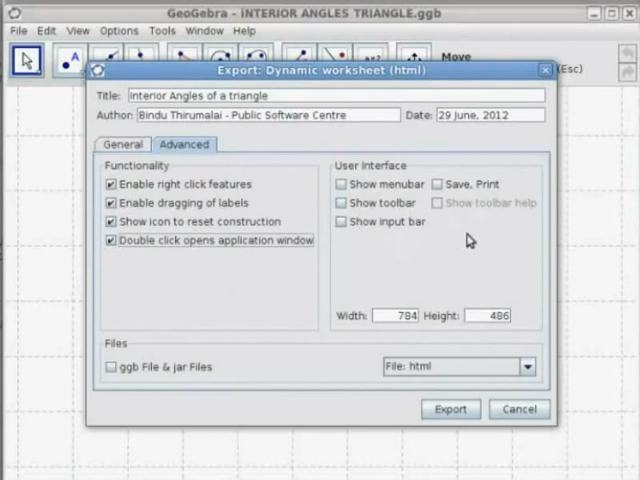 GeoGebra - iNTERIOR ANGLES TRIANGLE.ggb
File Edit View Options Tools Window Help
Move
(Esc)
Export: Dynamic worksheet (html)
Title: Interior Angles of a triangle
Author: Bindu Thirumalai - Public Software Centre Date: 29 June, 2012
General Advanced
Functionality User Interface
Enable right click features Show menubar Save, Print
Enable dragging of labels Show toolbar Show toolbar help
Show icon to reset construction Show input bar
Double click opens application window
Width: 784 Height: 486
Files
ggb File & jar Files File: html
Export Cancel